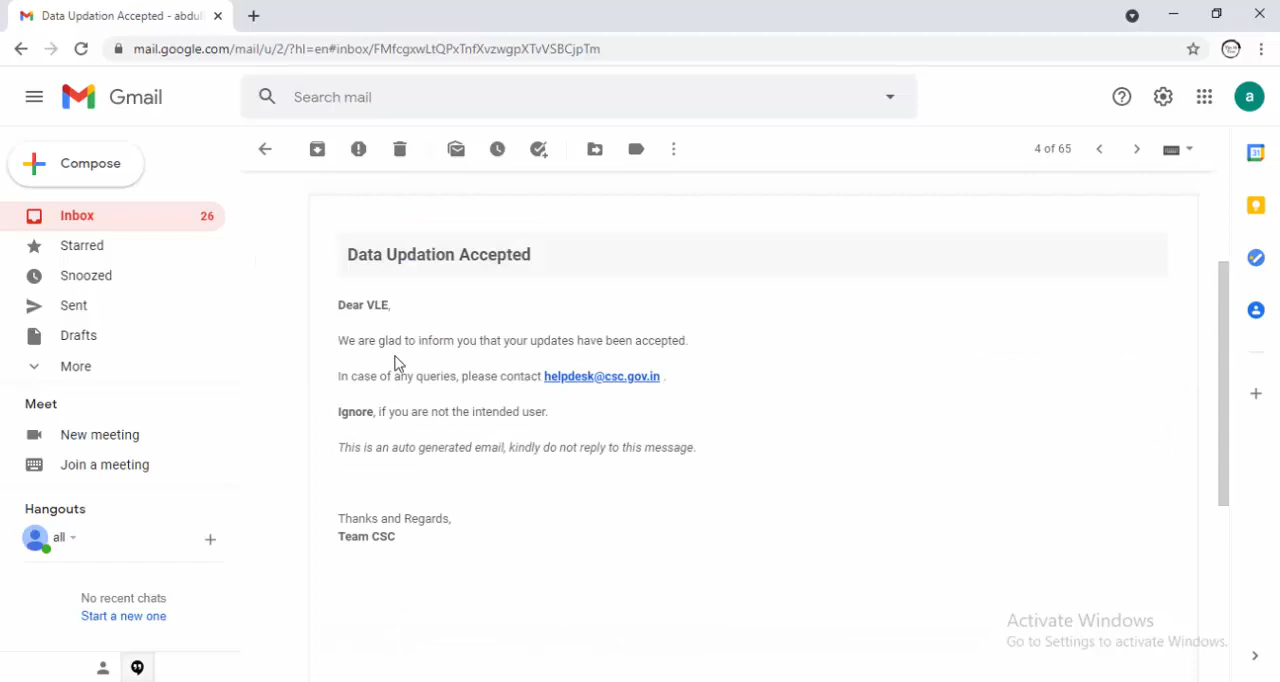 Data Updation Accepted - abdul
mail.google.com/mail/u/2/?hl=en#inbox/FMfcgxwLtQPxTnfXvzwgpXTvVSBCjpTm
Gmail
Search mail
a
Compose
4 of 65
31
Inbox 26
Starred
Snoozed
Sent
Drafts
More
Meet
New meeting
Join a meeting
Hangouts
all
No recent chats
Start a new one
Data Updation Accepted
Dear VLE,
We are glad to inform you that your updates have been accepted.
In case of any queries, please contact helpdesk@csc.gov.in .
Ignore, if you are not the intended user.
This is an auto generated email, kindly do not reply to this message.
Thanks and Regards,
Team CSC
Activate Windows
Go to Settings to activate Windows.